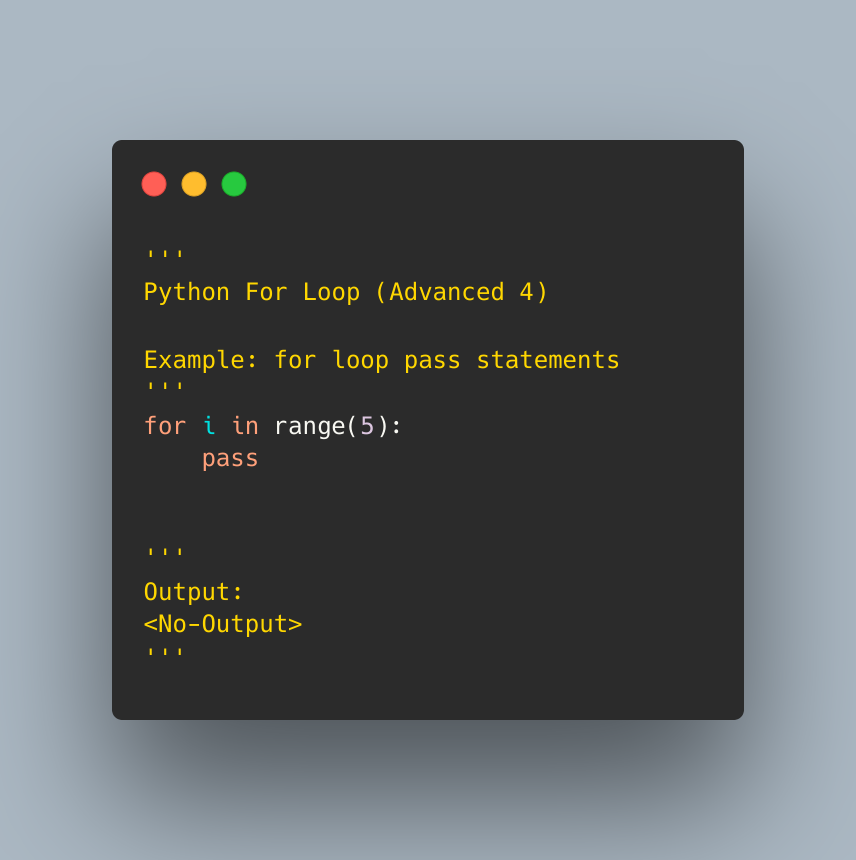 '''
Python For Loop (Advanced 4)

Example: for loop pass statements
'''
for i in range(5):
    pass


'''
Output:
<No-Output>
'''